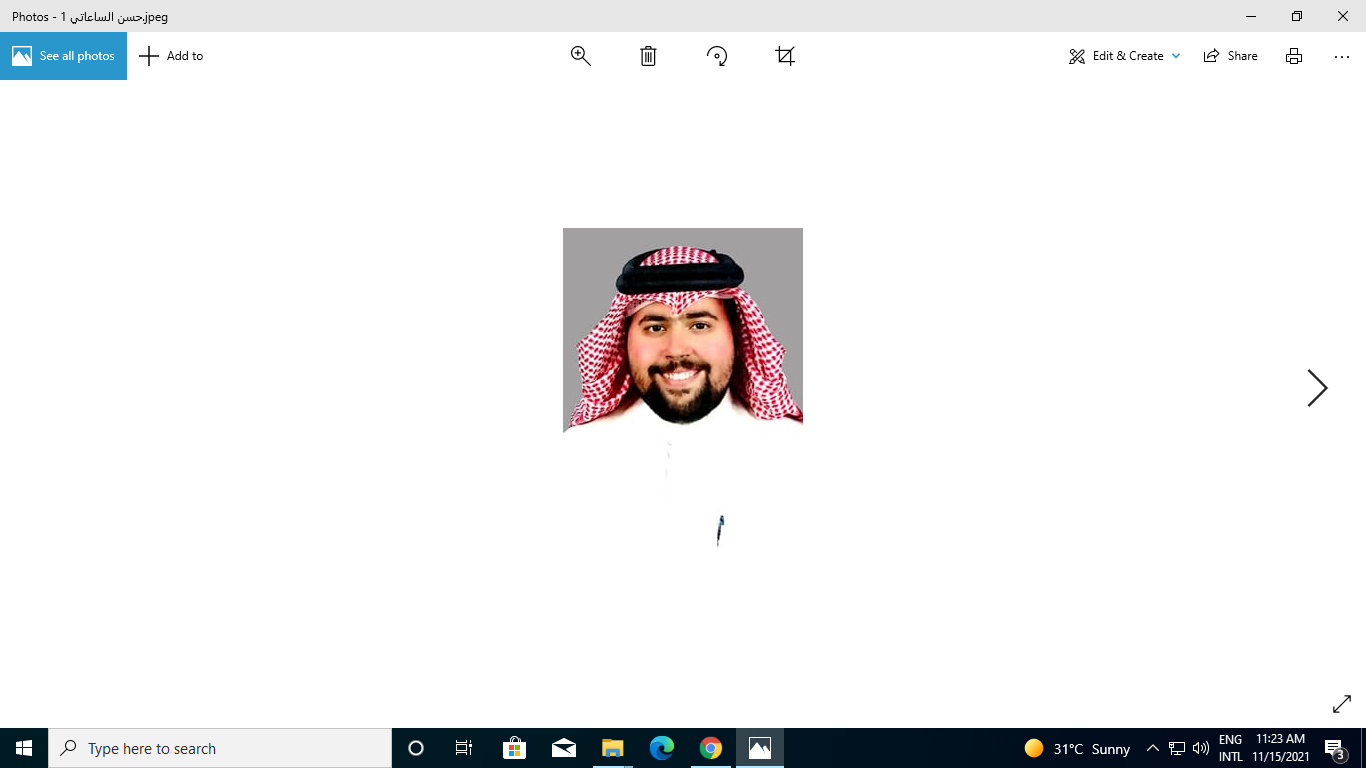 Photos - 1 حسن الساعاتي.jpeg
See all photos
Add to
Edit & Create
Share
Type here to search
31°C Sunny
ENG
INTL
11:23 AM
11/15/2021
3